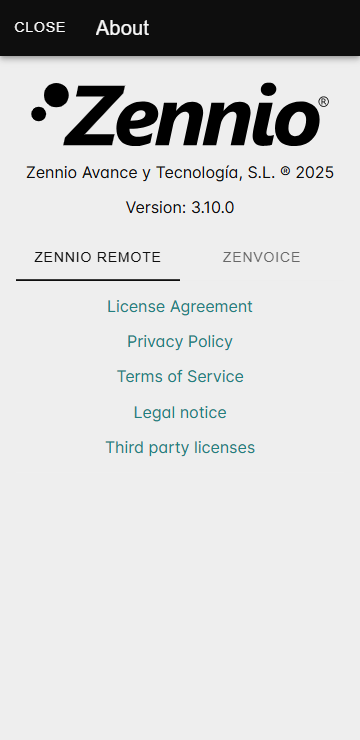 CLOSE About
Zennio®
Zennio Avance y Tecnología, S.L. ® 2025
Version: 3.10.0
ZENNIO REMOTE ZENVOICE
License Agreement
Privacy Policy
Terms of Service
Legal notice
Third party licenses